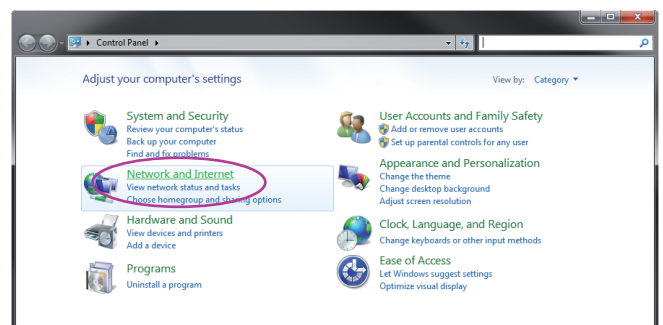 Control Panel
Adjust your computer's settings
View by: Category
System and Security
Review your computer's status
Back up your computer
Find and fix problems
Network and Internet
View network status and tasks
Choose homegroup and sharing options
Hardware and Sound
View devices and printers
Add a device
Programs
Uninstall a program
User Accounts and Family Safety
Add or remove user accounts
Set up parental controls for any user
Appearance and Personalization
Change the theme
Change desktop background
Adjust screen resolution
Clock, Language, and Region
Change keyboards or other input methods
Ease of Access
Let Windows suggest settings
Optimize visual display